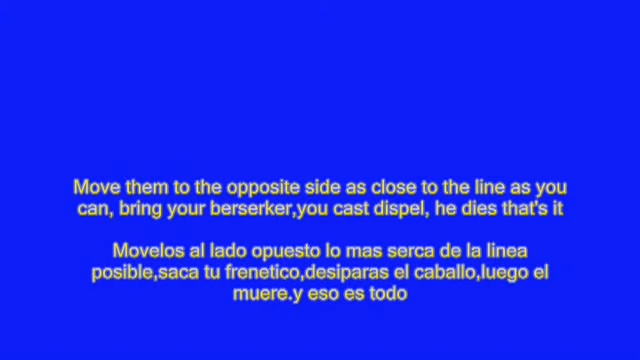 Move them to the opposite side as close to the line as you
can, bring your berserker,you cast dispel, he dies that's it
Movelos al lado opuesto lo mas serca de la linea
posible,saca tu frenetico,desiparas el caballo,luego el
muere.y eso es todo